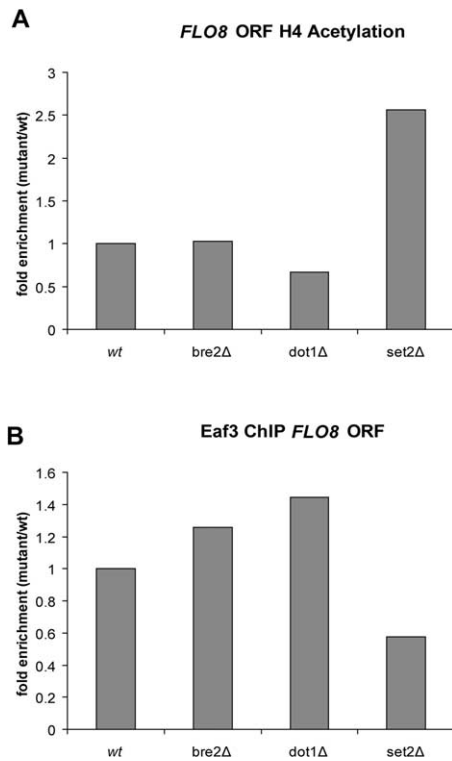 A
FLO8 ORF H4 Acetylation
fold enrichment (mutant/wt)
3
2.5
2
1.5
1
0.5
0
wt bre2Δ dot1Δ set2Δ
B
Eaf3 ChIP FLO8 ORF
fold enrichment (mutant/wt)
1.6
1.4
1.2
1
0.8
0.6
0.4
0.2
0
wt bre2Δ dot1Δ set2Δ